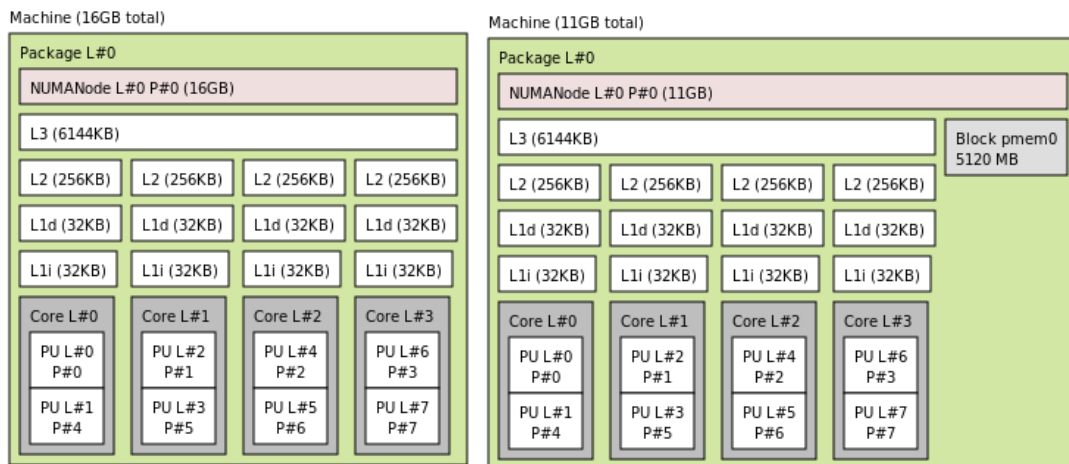 Machine (16GB total)
Package L#0
NUMANode L#0 P#0 (16GB)
L3 (6144KB)
L2 (256KB) L2 (256KB) L2 (256KB) L2 (256KB)
L1d (32KB) L1d (32KB) L1d (32KB) L1d (32KB)
L1i (32KB) L1i (32KB) L1i (32KB) L1i (32KB)
Core L#0 Core L#1 Core L#2 Core L#3
PU L#0 PU L#2 PU L#4 PU L#6
P#0 P#1 P#2 P#3
PU L#1 PU L#3 PU L#5 PU L#7
P#4 P#5 P#6 P#7
Machine (11GB total)
Package L#0
NUMANode L#0 P#0 (11GB)
L3 (6144KB)
Block pmem0
5120 MB
L2 (256KB) L2 (256KB) L2 (256KB) L2 (256KB)
L1d (32KB) L1d (32KB) L1d (32KB) L1d (32KB)
L1i (32KB) L1i (32KB) L1i (32KB) L1i (32KB)
Core L#0 Core L#1 Core L#2 Core L#3
PU L#0 PU L#2 PU L#4 PU L#6
P#0 P#1 P#2 P#3
PU L#1 PU L#3 PU L#5 PU L#7
P#4 P#5 P#6 P#7